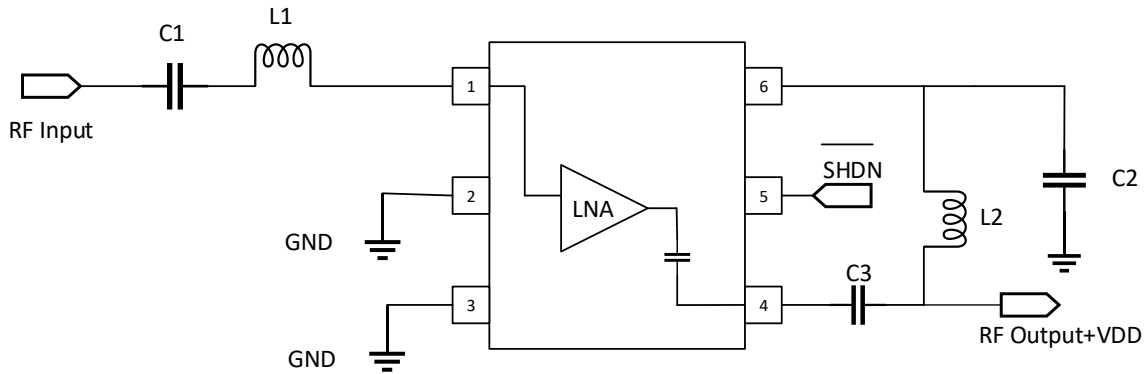 L1
C1
RF Input
1
6
SHDN
2
LNA
5
C2
L2
GND
C3
3
4
GND
RF Output+VDD